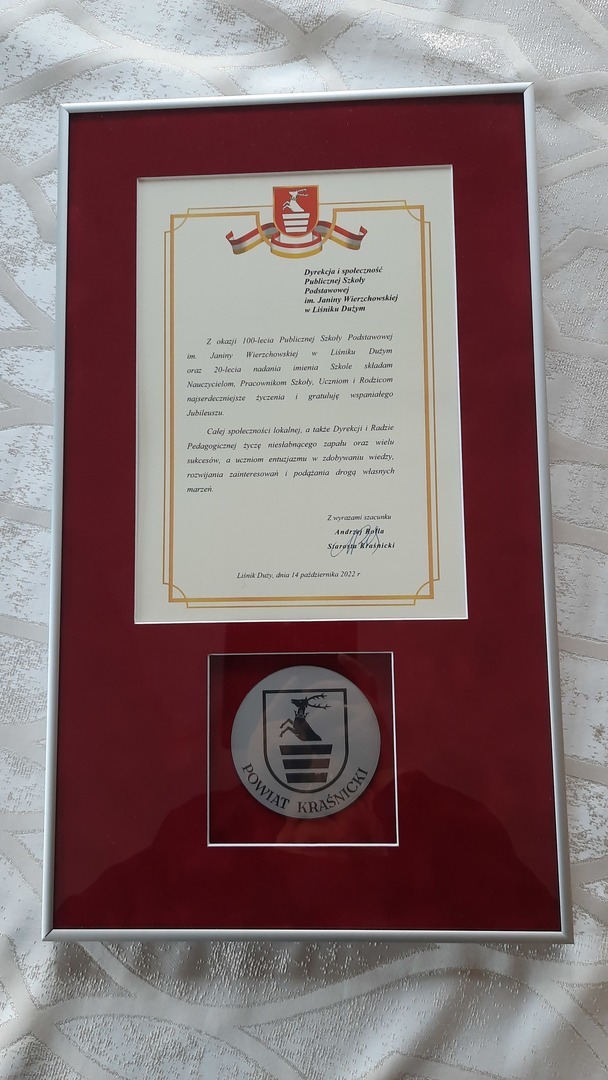 Dyrekcja i społeczność
Publicznej Szkoły
Podstawowej
im. Janiny Wierzchowskiej
w Liśniku Dużym
Z okazji 100-lecia Publicznej Szkoły Podstawowej
im. Janiny Wierzchowskiej w Liśniku Dużym
oraz 20-lecia nadania imienia Szkole składam
Nauczycielom, Pracownikom Szkoły, Uczniom i Rodzicom
najserdeczniejsze życzenia i gratuluję wspaniałego
Jubileuszu.
Całej społeczności lokalnej, a także Dyrekcji i Radzie
Pedagogicznej życzę niesłabnącego zapału oraz wielu
sukcesów, a uczniom entuzjazmu w zdobywaniu wiedzy,
rozwijania zainteresowań i podążania drogą własnych
marzeń.
Z wyrazami szacunku
Andrzej Rolla
Starosta Kraśnicki
Liśnik Duży, dnia 14 października 2022 r
POWIAT KRAŚNICKI